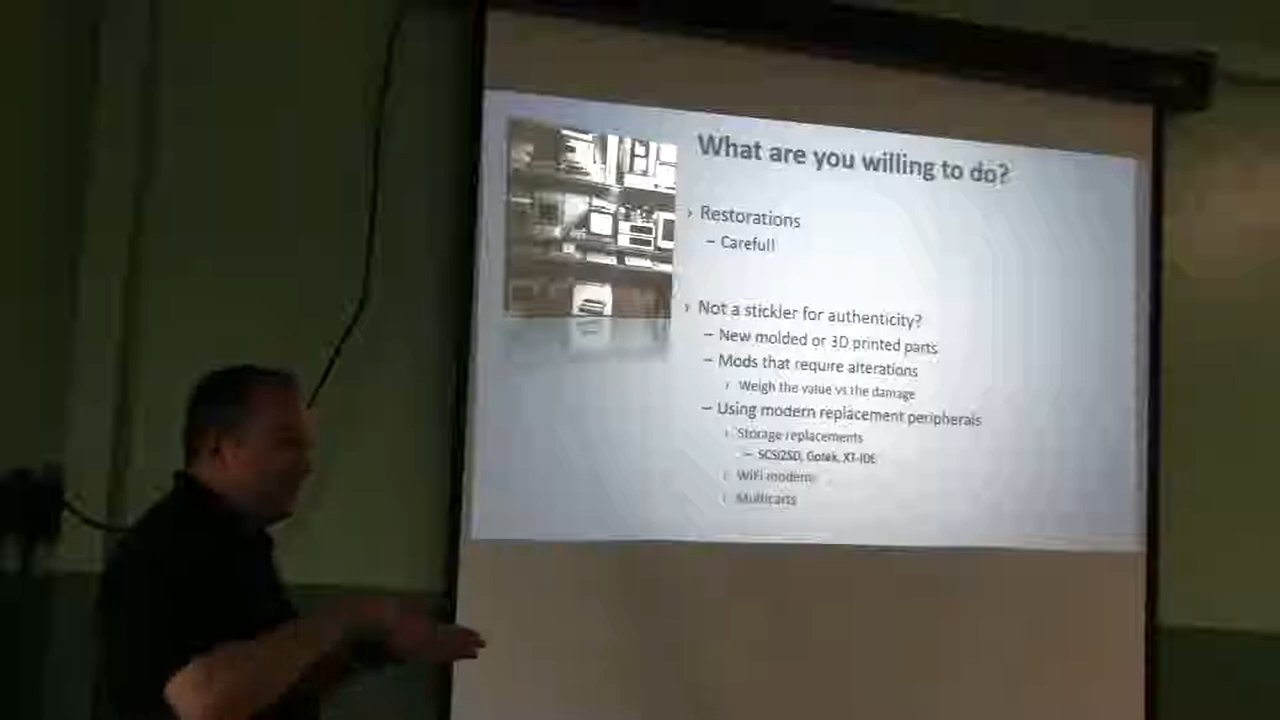 What are you willing to do?
› Restorations
– Careful!
› Not a stickler for authenticity?
– New molded or 3D printed parts
– Mods that require alterations
› Weigh the value vs the damage
– Using modern replacement peripherals
› Storage replacements
– SCSI2SD, Gotek, XT-IDE
› WiFi modems
› Multicarts